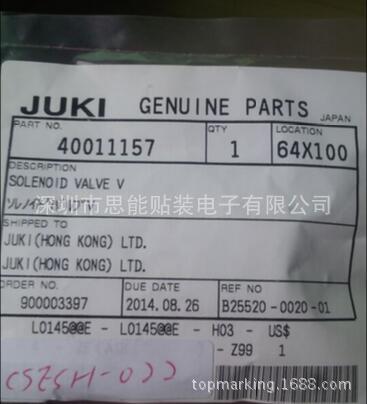 JUKI GENUINE PARTS
JAPAN
PART NO. QTY LOCATION
40011157 1 64X100
DESCRIPTION
SOLENOID VALVE V
深圳市思能贴装电子有限公司
SHIPPED TO
JUKI(HONG KONG) LTD.
JUKI(HONG KONG) LTD.
ORDER NO. DUE DATE REF NO
900003397 2014.08.26 B25520-0020-01
L0145@@E - L0145@@E - H03 - US$
- Z99 1
topmarking.1688.com